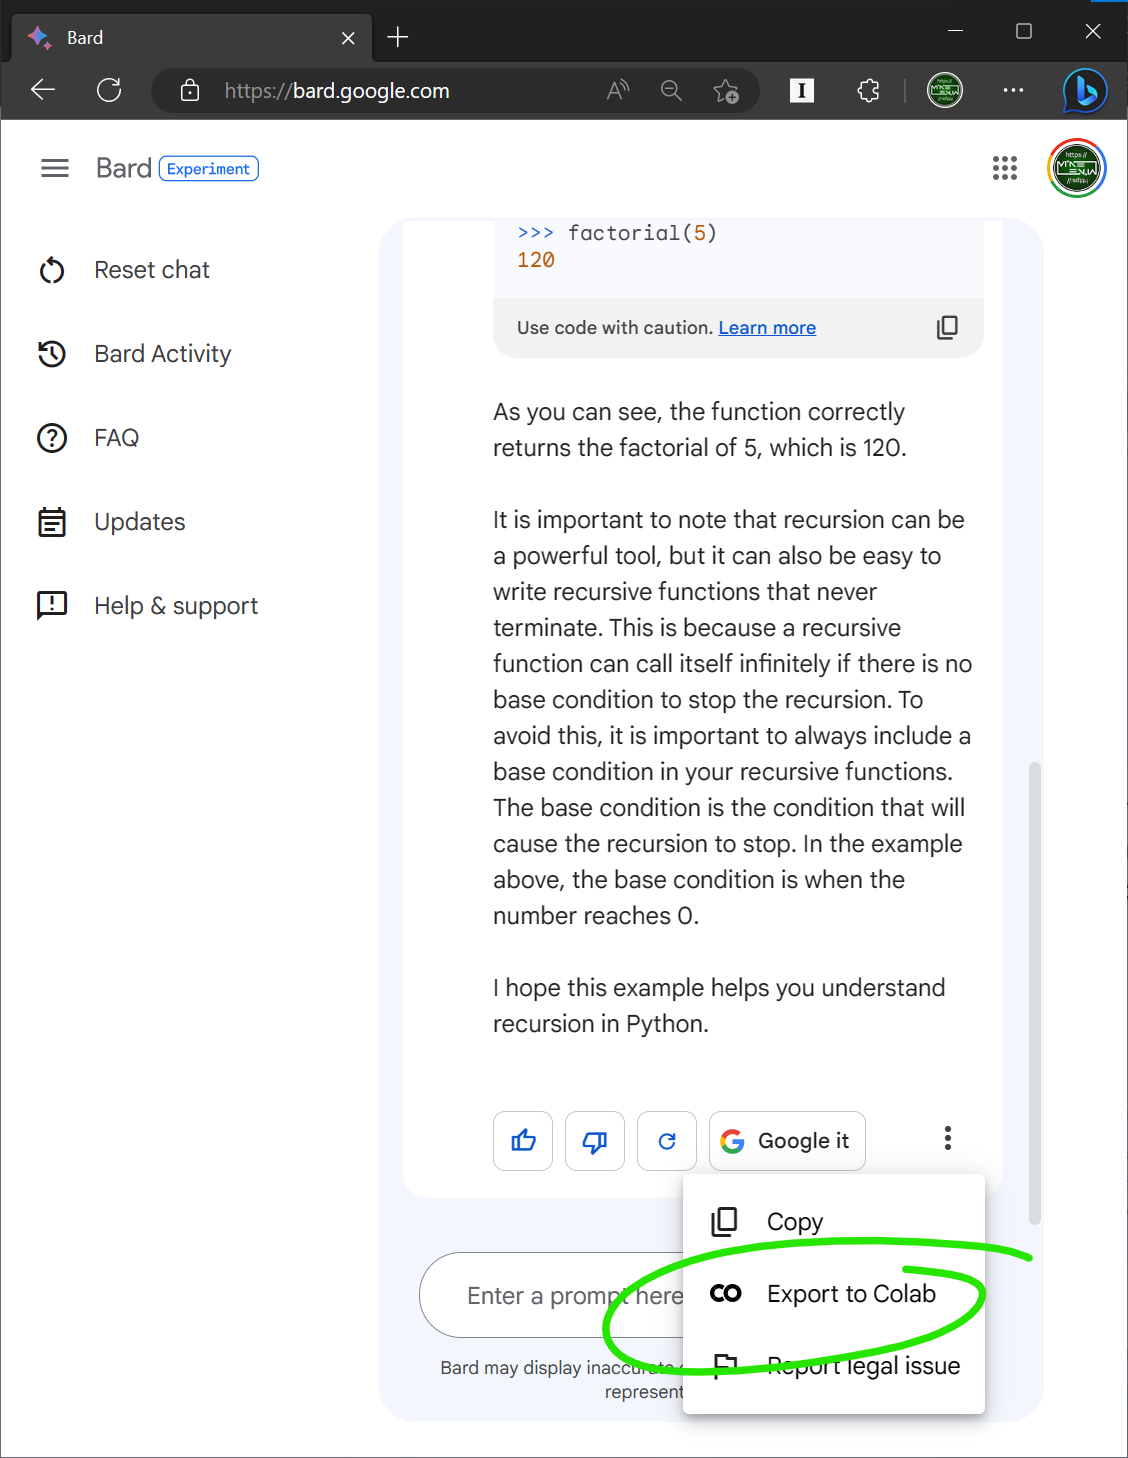 Bard
https://bard.google.com
Bard Experiment
>>> factorial(5)
120
Reset chat
Bard Activity
FAQ
Updates
Help & support
Use code with caution. Learn more
As you can see, the function correctly
returns the factorial of 5, which is 120.
It is important to note that recursion can be
a powerful tool, but it can also be easy to
write recursive functions that never
terminate. This is because a recursive
function can call itself infinitely if there is no
base condition to stop the recursion. To
avoid this, it is important to always include a
base condition in your recursive functions.
The base condition is the condition that will
cause the recursion to stop. In the example
above, the base condition is when the
number reaches 0.
I hope this example helps you understand
recursion in Python.
Google it
Copy
Export to Colab
Report legal issue
Enter a prompt here
Bard may display inaccurate
represent